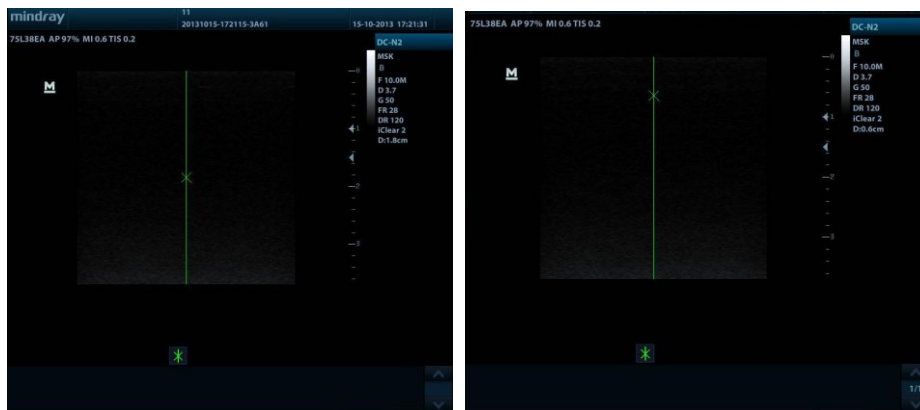 mindray
11
20131015-172115-3A61
15-10-2013 17:21:31
75L38EA AP 97% MI 0.6 TIS 0.2
DC-N2
MSK
B
F 10.0M
D 3.7
G 50
FR 28
DR 120
iClear 2
D:1.8cm
M
0
1
2
3
75L38EA AP 97% MI 0.6 TIS 0.2
DC-N2
MSK
B
F 10.0M
D 3.7
G 50
FR 28
DR 120
iClear 2
D:0.6cm
M
0
1
2
3
1/1